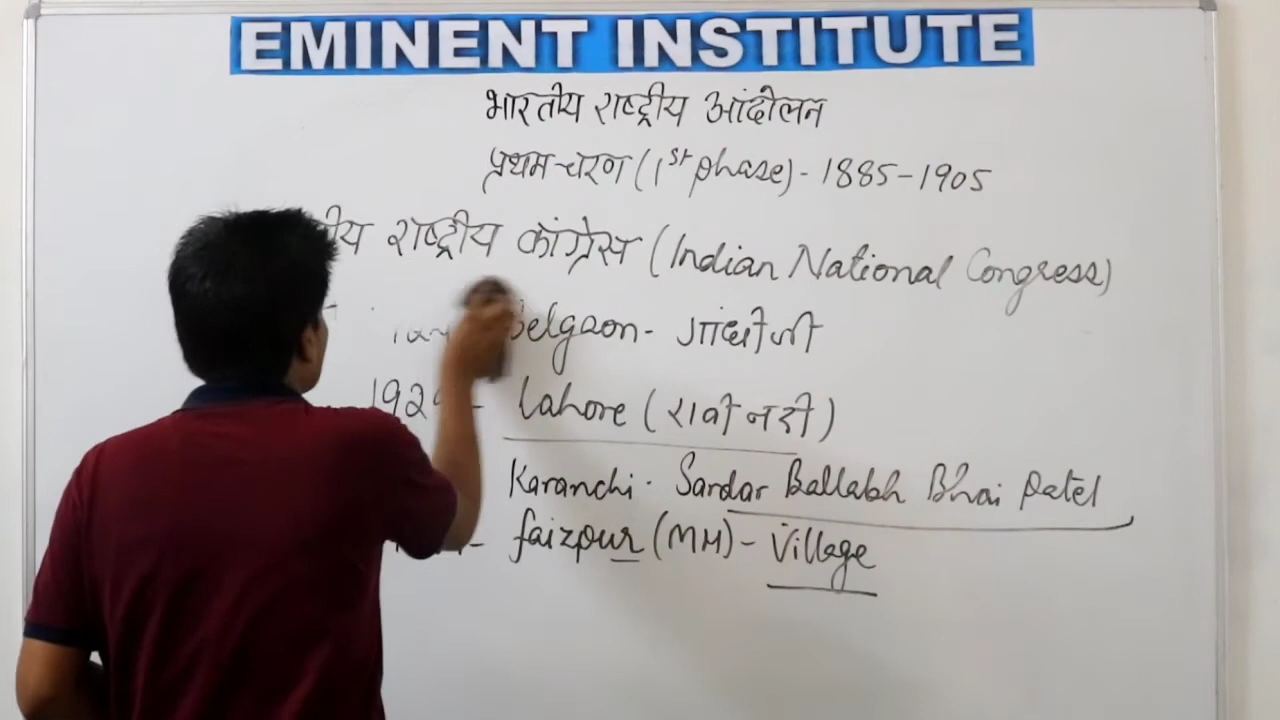 EMINENT INSTITUTE
भारतीय राष्ट्रीय आंदोलन
प्रथम-चरण (1st phase) - 1885-1905
राष्ट्रीय कांग्रेस (Indian National Congress)
Belgaon - गांधीजी
Lahore (रावी नदी)
Karanchi - Sardar Ballabh Bhai Patel
faizpur (MH) - Village